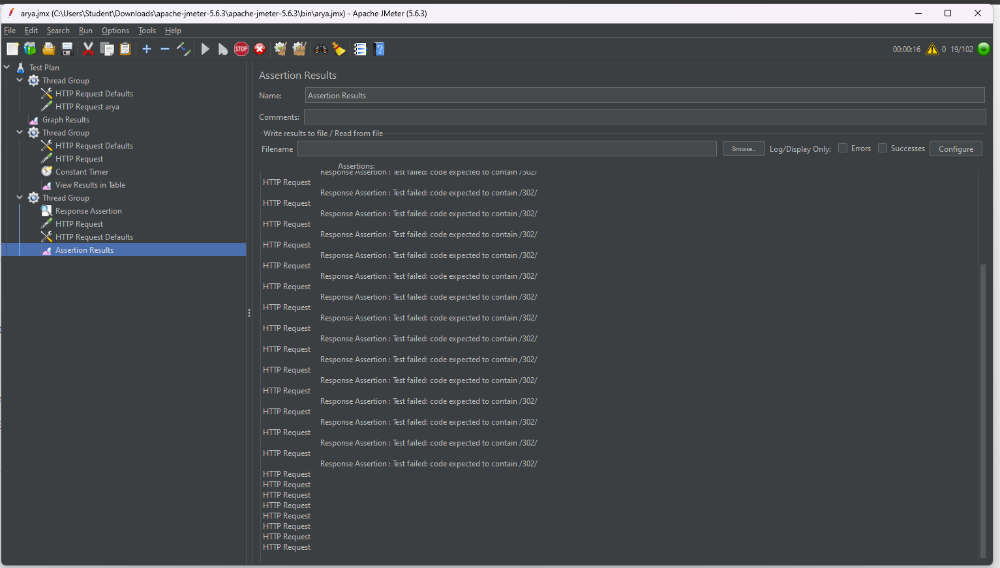 arya.jmx (C:\Users\Student\Downloads\apache-jmeter-5.6.3\apache-jmeter-5.6.3\bin\arya.jmx) - Apache JMeter (5.6.3)
File Edit Search Run Options Tools Help
STOP
00:00:16 0 19/102
Test Plan
Thread Group
HTTP Request Defaults
HTTP Request arya
Graph Results
Thread Group
HTTP Request Defaults
HTTP Request
Constant Timer
View Results in Table
Thread Group
Response Assertion
HTTP Request
HTTP Request Defaults
Assertion Results
Assertion Results
Name: Assertion Results
Comments:
Write results to file / Read from file
Filename Browse... Log/Display Only: Errors Successes Configure
Assertions:
Response Assertion : Test failed: code expected to contain /302/
HTTP Request
Response Assertion : Test failed: code expected to contain /302/
HTTP Request
Response Assertion : Test failed: code expected to contain /302/
HTTP Request
Response Assertion : Test failed: code expected to contain /302/
HTTP Request
Response Assertion : Test failed: code expected to contain /302/
HTTP Request
Response Assertion : Test failed: code expected to contain /302/
HTTP Request
Response Assertion : Test failed: code expected to contain /302/
HTTP Request
Response Assertion : Test failed: code expected to contain /302/
HTTP Request
Response Assertion : Test failed: code expected to contain /302/
HTTP Request
Response Assertion : Test failed: code expected to contain /302/
HTTP Request
Response Assertion : Test failed: code expected to contain /302/
HTTP Request
Response Assertion : Test failed: code expected to contain /302/
HTTP Request
Response Assertion : Test failed: code expected to contain /302/
HTTP Request
Response Assertion : Test failed: code expected to contain /302/
HTTP Request
Response Assertion : Test failed: code expected to contain /302/
HTTP Request
HTTP Request
HTTP Request
HTTP Request
HTTP Request
HTTP Request
HTTP Request
HTTP Request